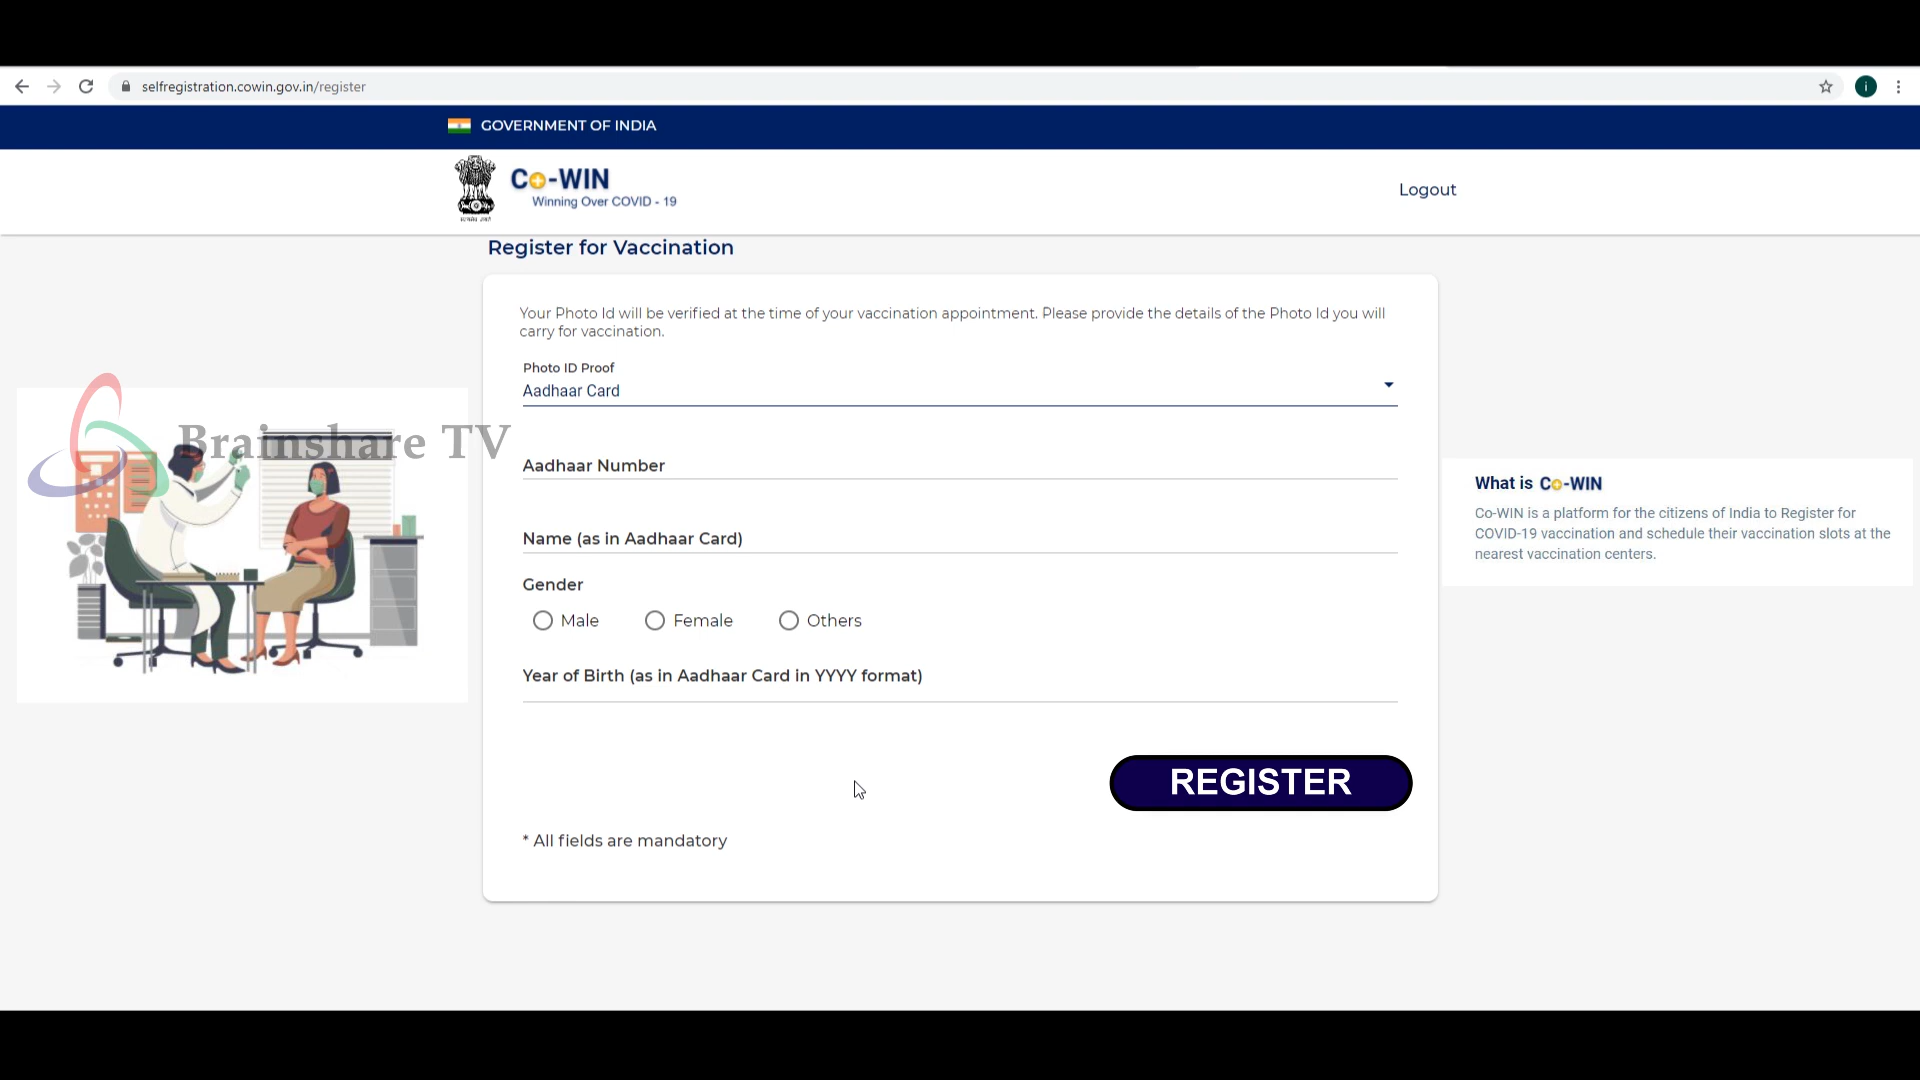 selfregistration.cowin.gov.in/register
i
GOVERNMENT OF INDIA
Co-WIN
Winning Over COVID - 19
Logout
Register for Vaccination
Your Photo Id will be verified at the time of your vaccination appointment. Please provide the details of the Photo Id you will
carry for vaccination.
Photo ID Proof
Aadhaar Card
Brainshare TV
Aadhaar Number
Name (as in Aadhaar Card)
Gender
Male Female Others
Year of Birth (as in Aadhaar Card in YYYY format)
REGISTER
* All fields are mandatory
What is Co-WIN
Co-WIN is a platform for the citizens of India to Register for
COVID-19 vaccination and schedule their vaccination slots at the
nearest vaccination centers.